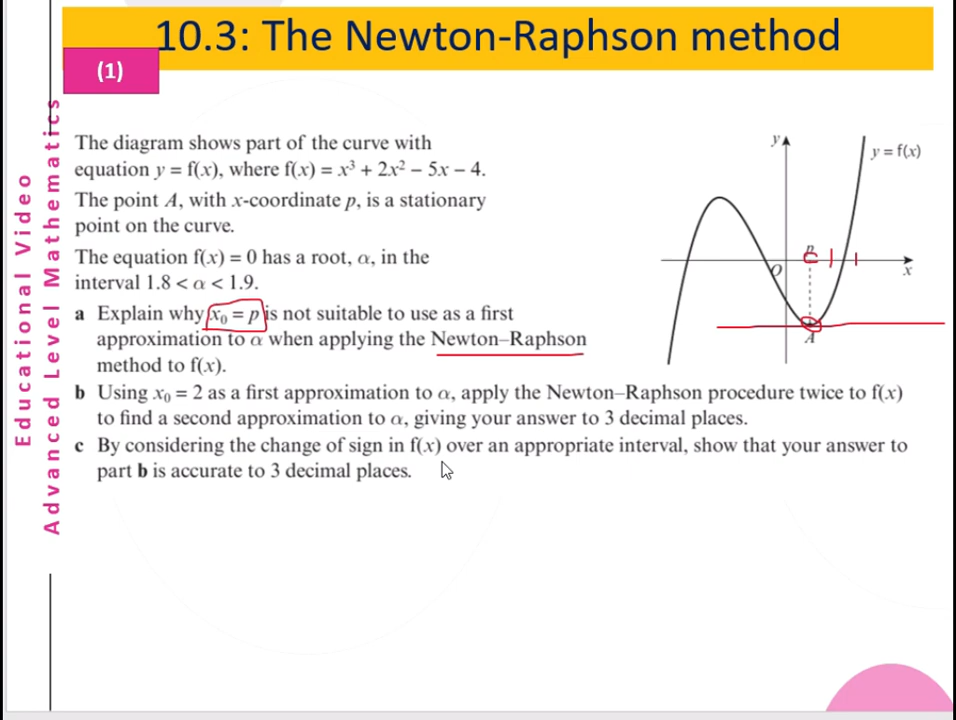 10.3: The Newton-Raphson method
(1)
Educational Video
Advanced Level Mathematics
The diagram shows part of the curve with
equation y = f(x), where f(x) = x³ + 2x² − 5x − 4.
The point A, with x-coordinate p, is a stationary
point on the curve.
The equation f(x) = 0 has a root, α, in the
interval 1.8 < α < 1.9.
a Explain why x₀ = p is not suitable to use as a first
approximation to α when applying the Newton–Raphson
method to f(x).
b Using x₀ = 2 as a first approximation to α, apply the Newton–Raphson procedure twice to f(x)
to find a second approximation to α, giving your answer to 3 decimal places.
c By considering the change of sign in f(x) over an appropriate interval, show that your answer to
part b is accurate to 3 decimal places.
y
y = f(x)
O
x
A